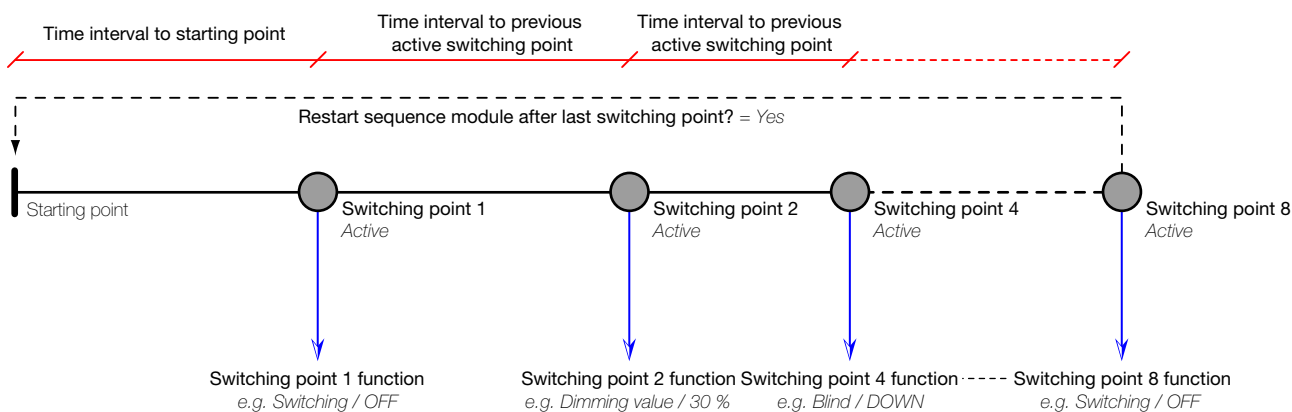 Time interval to starting point
Time interval to previous
active switching point
Time interval to previous
active switching point
Restart sequence module after last switching point? = Yes
Starting point
Switching point 1
Active
Switching point 2
Active
Switching point 4
Active
Switching point 8
Active
Switching point 1 function
e.g. Switching / OFF
Switching point 2 function
e.g. Dimming value / 30 %
Switching point 4 function
e.g. Blind / DOWN
Switching point 8 function
e.g. Switching / OFF